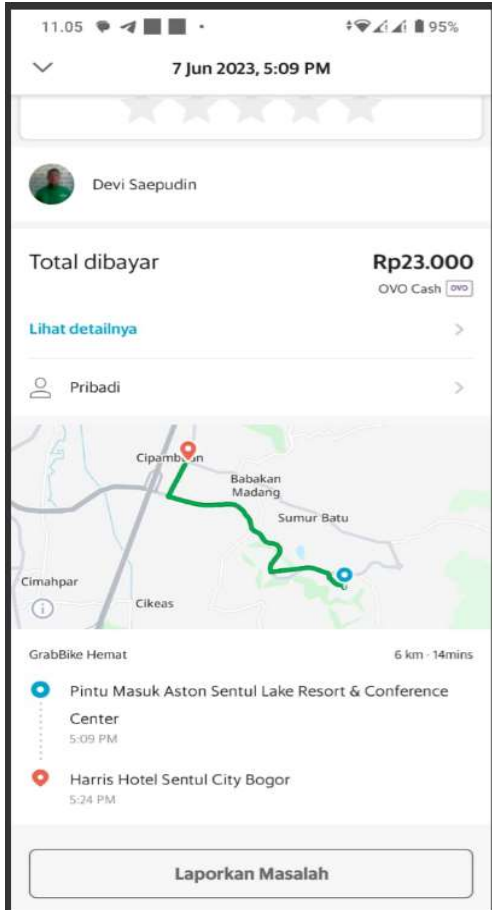 11.05 95%
7 Jun 2023, 5:09 PM
Devi Saepudin
Total dibayar Rp23.000
OVO Cash OVO
Lihat detailnya
Pribadi
Cipambuan
Babakan
Madang
Sumur Batu
Cimahpar
Cikeas
GrabBike Hemat 6 km · 14mins
Pintu Masuk Aston Sentul Lake Resort & Conference
Center
5:09 PM
Harris Hotel Sentul City Bogor
5:24 PM
Laporkan Masalah